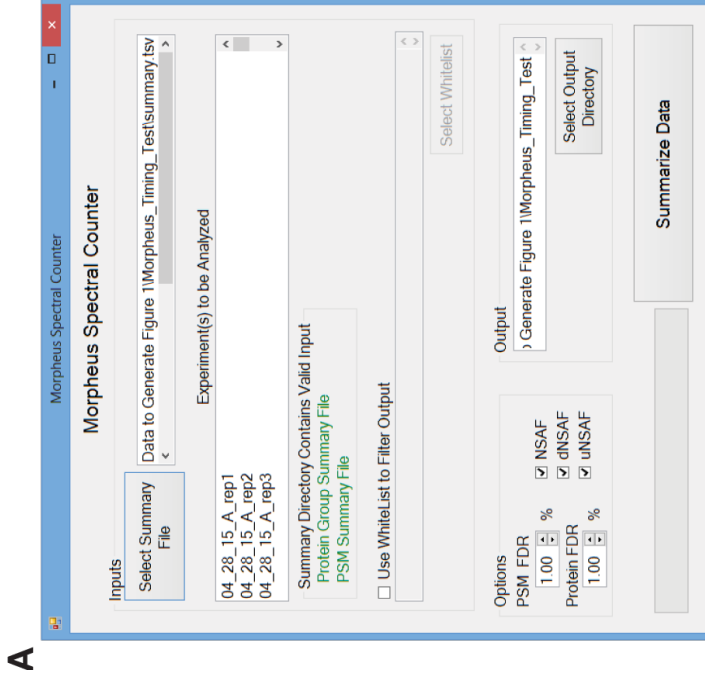 A
Morpheus Spectral Counter
Morpheus Spectral Counter
Inputs
Select Summary
File
Data to Generate Figure 1\Morpheus_Timing_Test\summary.tsv
Experiment(s) to be Analyzed
04_28_15_A_rep1
04_28_15_A_rep2
04_28_15_A_rep3
Summary Directory Contains Valid Input
Protein Group Summary File
PSM Summary File
Use WhiteList to Filter Output
Select Whitelist
Options
PSM FDR
1.00 %
Protein FDR
1.00 %
NSAF
dNSAF
uNSAF
Output
Generate Figure 1\Morpheus_Timing_Test
Select Output
Directory
Summarize Data